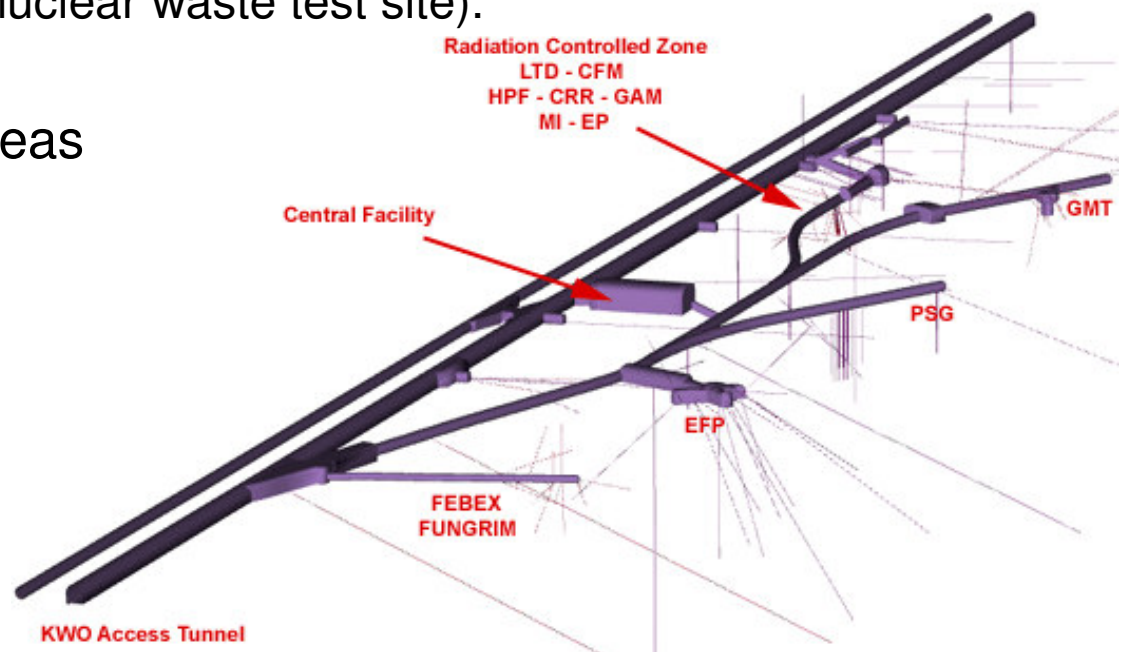 nuclear waste test site).
eas
Radiation Controlled Zone
LTD - CFM
HPF - CRR - GAM
MI - EP
Central Facility
GMT
PSG
EFP
FEBEX
FUNGRIM
KWO Access Tunnel